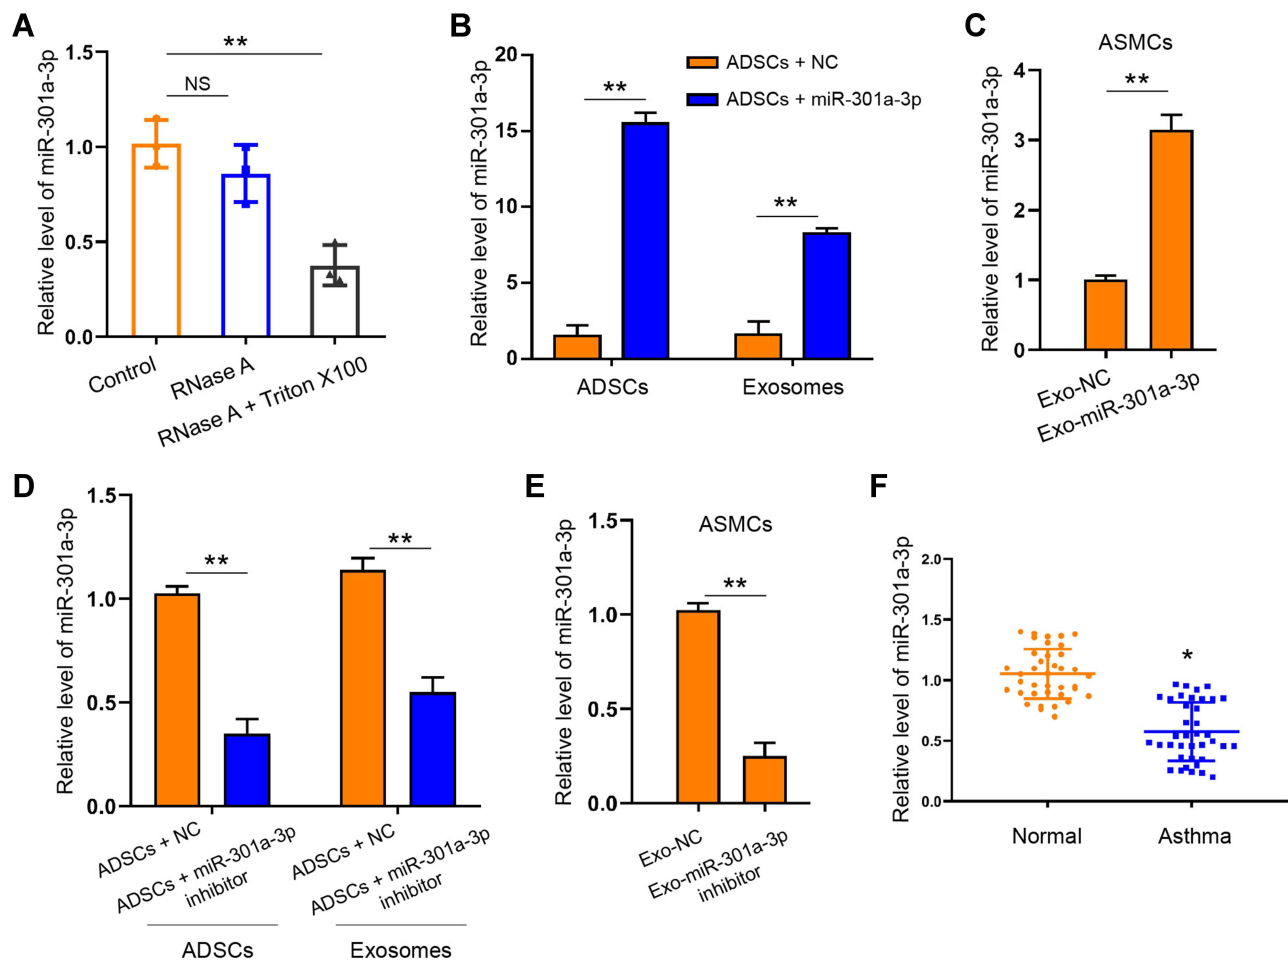 A
Relative level of miR-301a-3p
1.5
1.0
0.5
0.0
**
NS
Control
RNase A
RNase A + Triton X100
B
Relative level of miR-301a-3p
20
15
10
5
0
**
**
ADSCs + NC
ADSCs + miR-301a-3p
ADSCs
Exosomes
C
ASMCs
Relative level of miR-301a-3p
4
3
2
1
0
**
Exo-NC
Exo-miR-301a-3p
D
Relative level of miR-301a-3p
1.5
1.0
0.5
0.0
**
**
ADSCs + NC
ADSCs + miR-301a-3p
inhibitor
ADSCs + NC
ADSCs + miR-301a-3p
inhibitor
ADSCs
Exosomes
E
ASMCs
Relative level of miR-301a-3p
1.5
1.0
0.5
0.0
**
Exo-NC
Exo-miR-301a-3p
inhibitor
F
Relative level of miR-301a-3p
2.0
1.5
1.0
0.5
0.0
*
Normal
Asthma